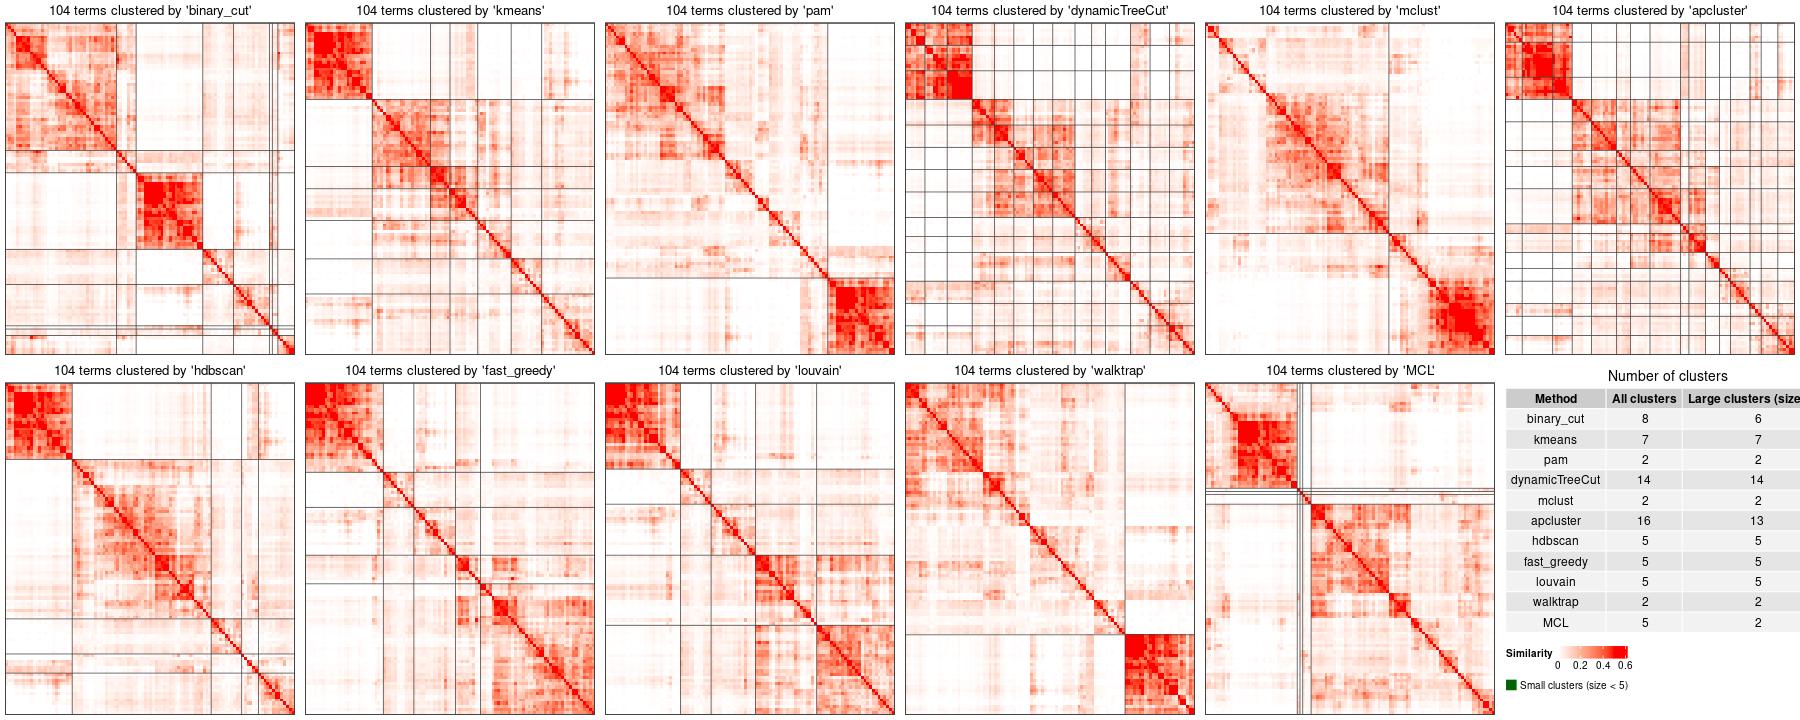 104 terms clustered by 'binary_cut'
104 terms clustered by 'kmeans'
104 terms clustered by 'pam'
104 terms clustered by 'dynamicTreeCut'
104 terms clustered by 'mclust'
104 terms clustered by 'apcluster'
104 terms clustered by 'hdbscan'
104 terms clustered by 'fast_greedy'
104 terms clustered by 'louvain'
104 terms clustered by 'walktrap'
104 terms clustered by 'MCL'
Number of clusters
Method All clusters Large clusters (size
binary_cut 8 6
kmeans 7 7
pam 2 2
dynamicTreeCut 14 14
mclust 2 2
apcluster 16 13
hdbscan 5 5
fast_greedy 5 5
louvain 5 5
walktrap 2 2
MCL 5 2
Similarity
0 0.2 0.4 0.6
Small clusters (size < 5)